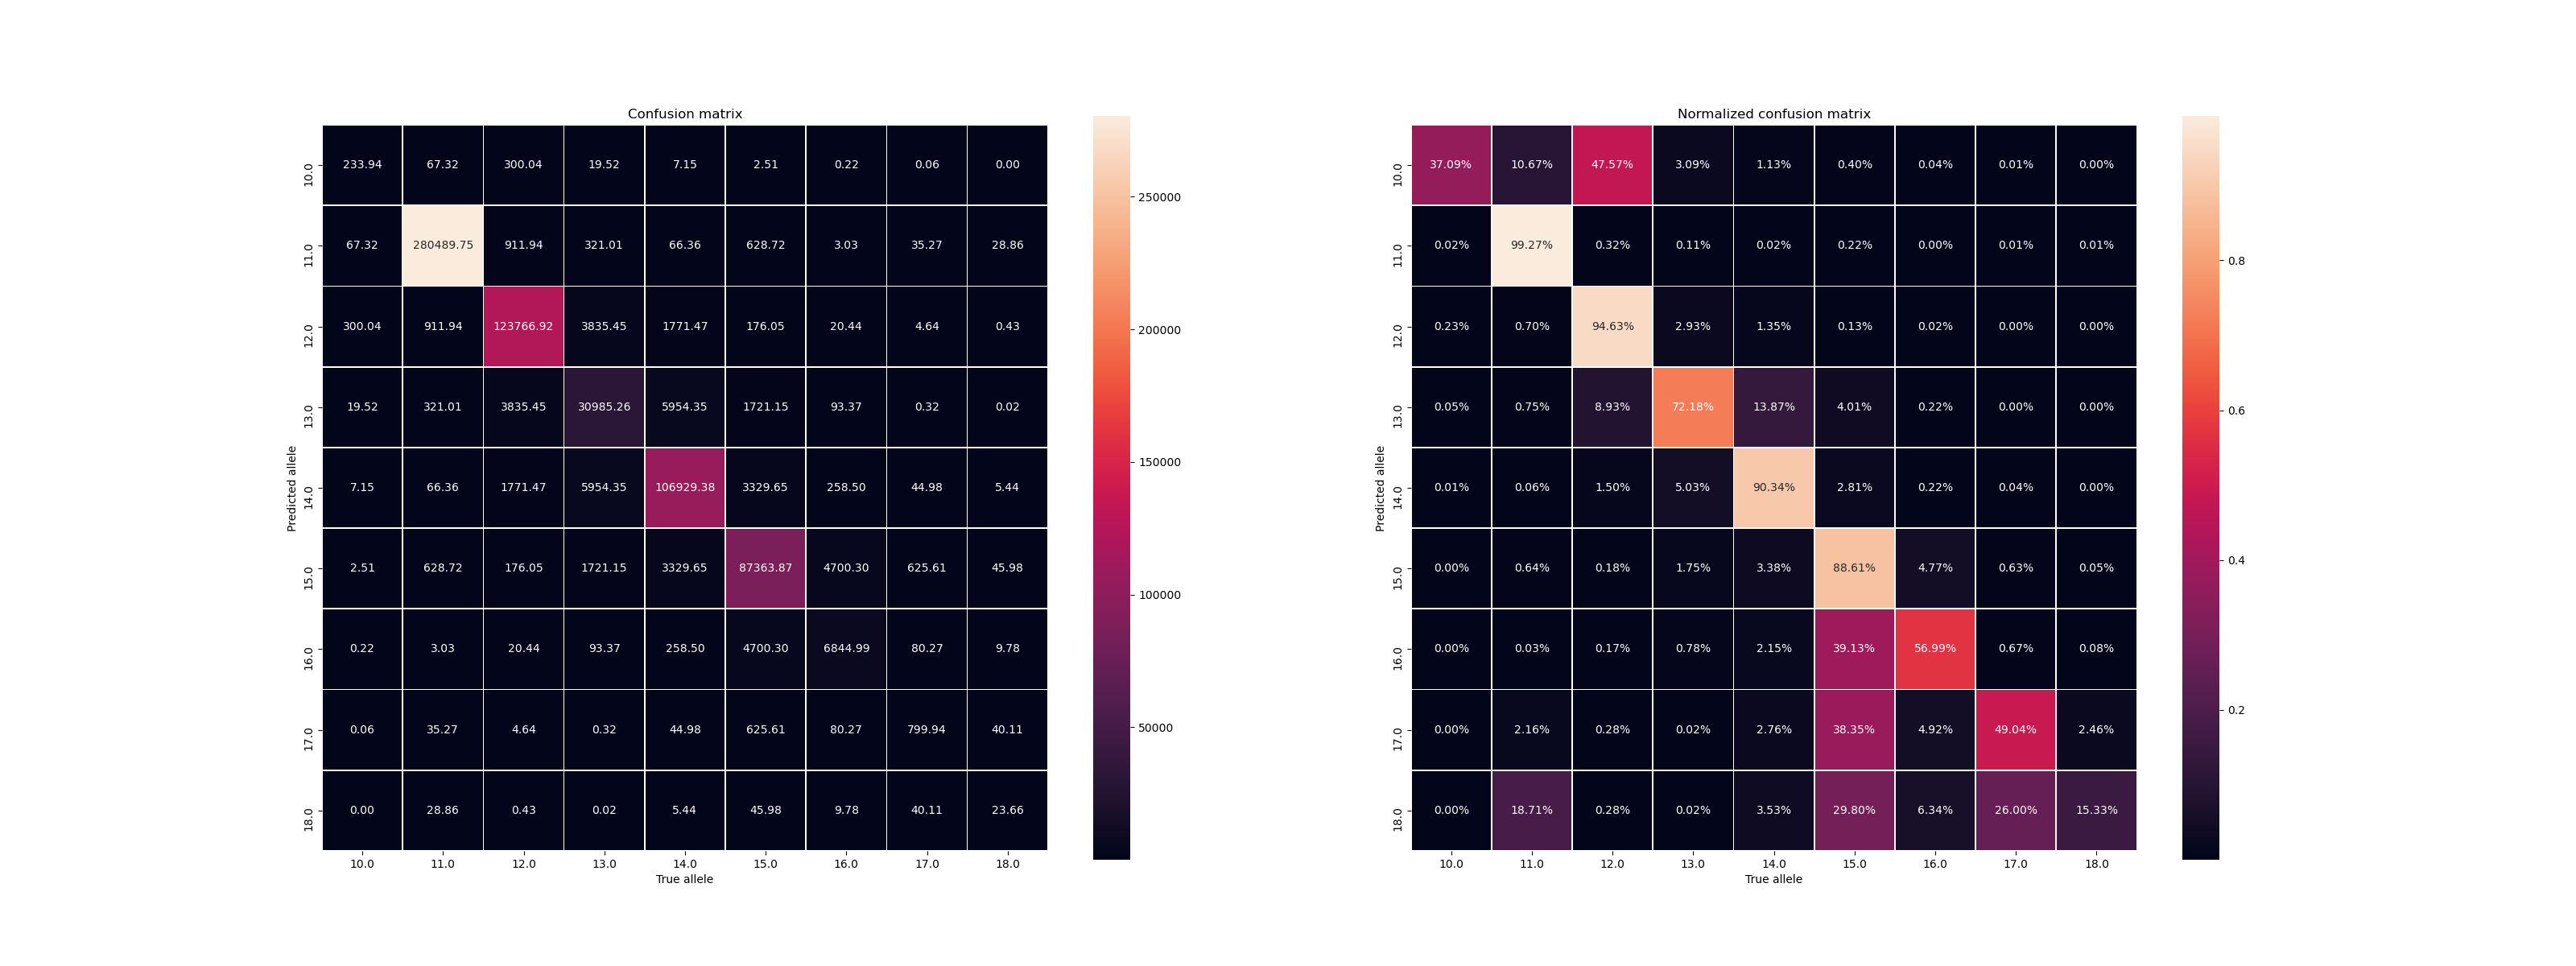 Confusion matrix
10.0 233.94 67.32 300.04 19.52 7.15 2.51 0.22 0.06 0.00
11.0 67.32 280489.75 911.94 321.01 66.36 628.72 3.03 35.27 28.86
12.0 300.04 911.94 123766.92 3835.45 1771.47 176.05 20.44 4.64 0.43
13.0 19.52 321.01 3835.45 30985.26 5954.35 1721.15 93.37 0.32 0.02
14.0 7.15 66.36 1771.47 5954.35 106929.38 3329.65 258.50 44.98 5.44
15.0 2.51 628.72 176.05 1721.15 3329.65 87363.87 4700.30 625.61 45.98
16.0 0.22 3.03 20.44 93.37 258.50 4700.30 6844.99 80.27 9.78
17.0 0.06 35.27 4.64 0.32 44.98 625.61 80.27 799.94 40.11
18.0 0.00 28.86 0.43 0.02 5.44 45.98 9.78 40.11 23.66
10.0 11.0 12.0 13.0 14.0 15.0 16.0 17.0 18.0
True allele
Predicted allele
250000
200000
150000
100000
50000
Normalized confusion matrix
10.0 37.09% 10.67% 47.57% 3.09% 1.13% 0.40% 0.04% 0.01% 0.00%
11.0 0.02% 99.27% 0.32% 0.11% 0.02% 0.22% 0.00% 0.01% 0.01%
12.0 0.23% 0.70% 94.63% 2.93% 1.35% 0.13% 0.02% 0.00% 0.00%
13.0 0.05% 0.75% 8.93% 72.18% 13.87% 4.01% 0.22% 0.00% 0.00%
14.0 0.01% 0.06% 1.50% 5.03% 90.34% 2.81% 0.22% 0.04% 0.00%
15.0 0.00% 0.64% 0.18% 1.75% 3.38% 88.61% 4.77% 0.63% 0.05%
16.0 0.00% 0.03% 0.17% 0.78% 2.15% 39.13% 56.99% 0.67% 0.08%
17.0 0.00% 2.16% 0.28% 0.02% 2.76% 38.35% 4.92% 49.04% 2.46%
18.0 0.00% 18.71% 0.28% 0.02% 3.53% 29.80% 6.34% 26.00% 15.33%
10.0 11.0 12.0 13.0 14.0 15.0 16.0 17.0 18.0
True allele
Predicted allele
0.8
0.6
0.4
0.2